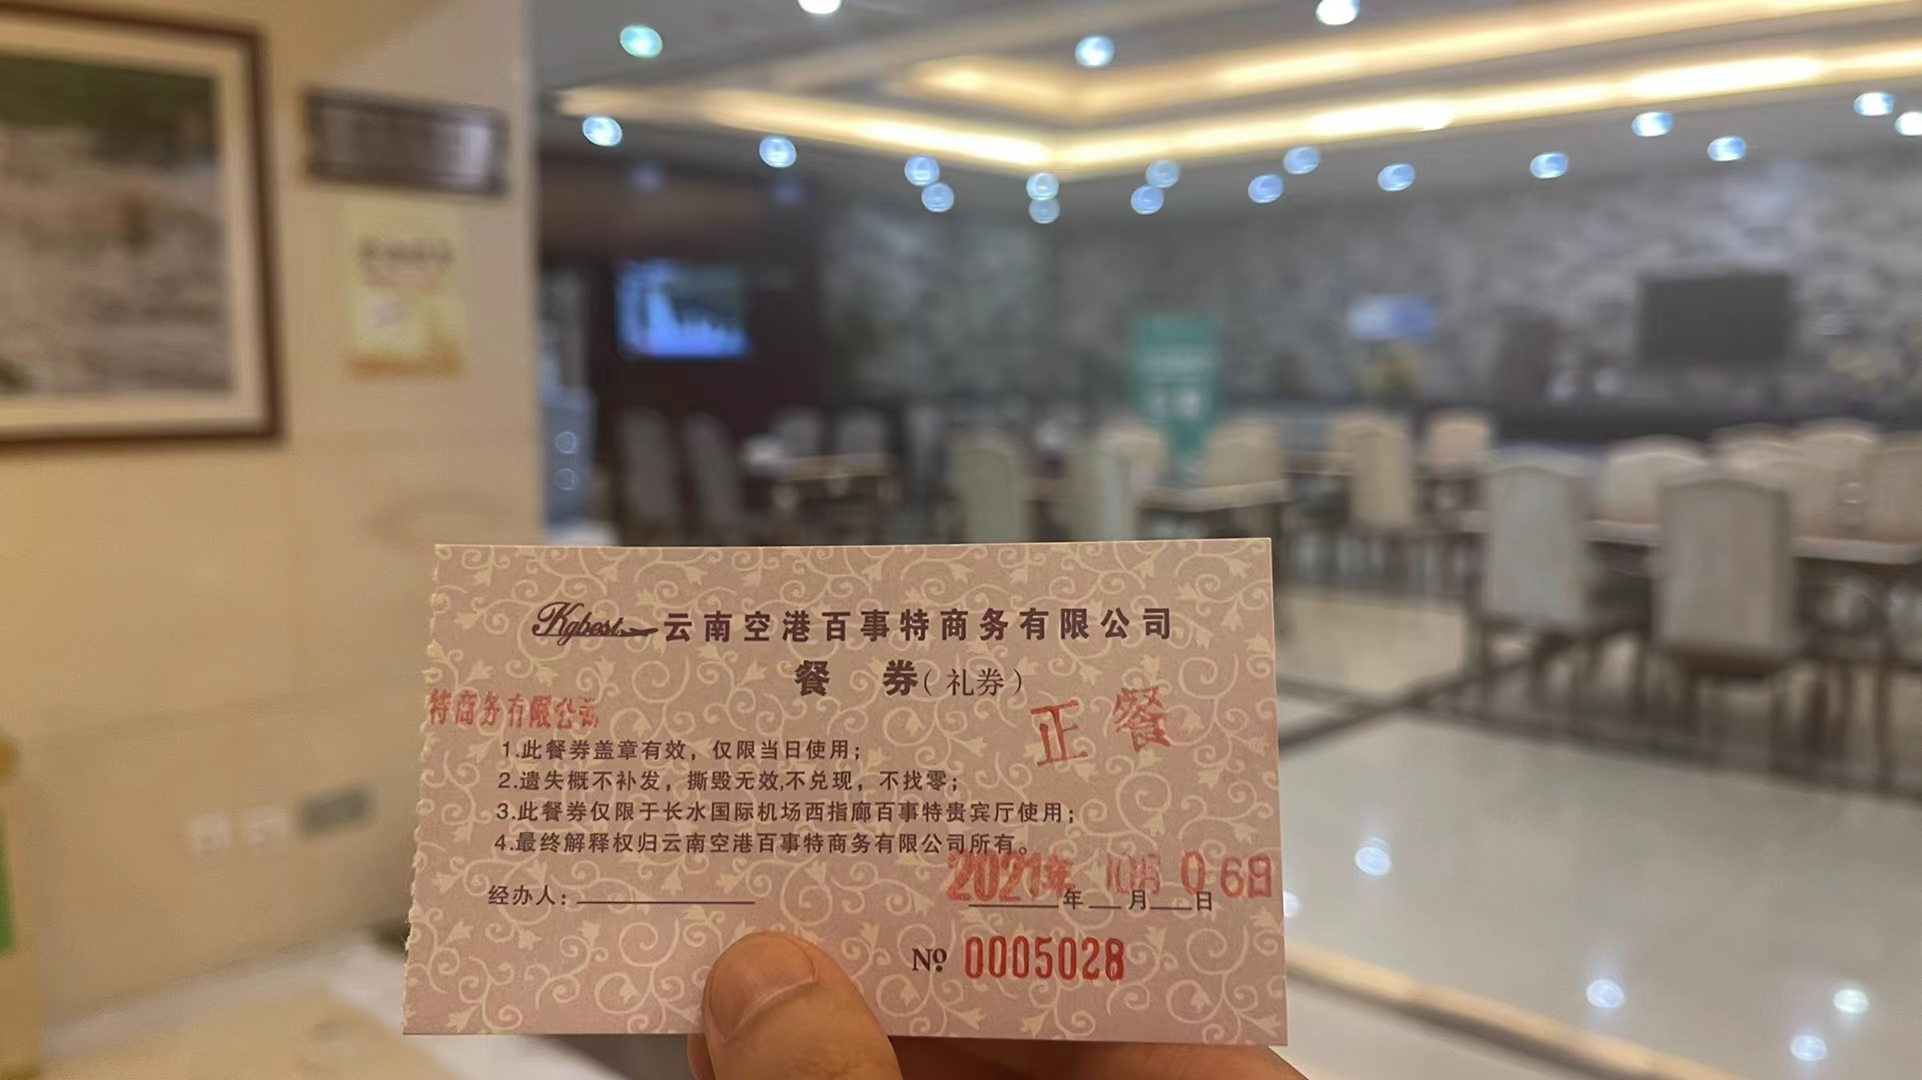 Kgbest 云南空港百事特商务有限公司
餐 券（礼券）
特商务有限公司
正餐
1.此餐券盖章有效，仅限当日使用；
2.遗失概不补发，撕毁无效,不兑现，不找零；
3.此餐券仅限于长水国际机场西指廊百事特贵宾厅使用；
4.最终解释权归云南空港百事特商务有限公司所有。
2021年 10月 06日
经办人：
年 月 日
№ 0005028